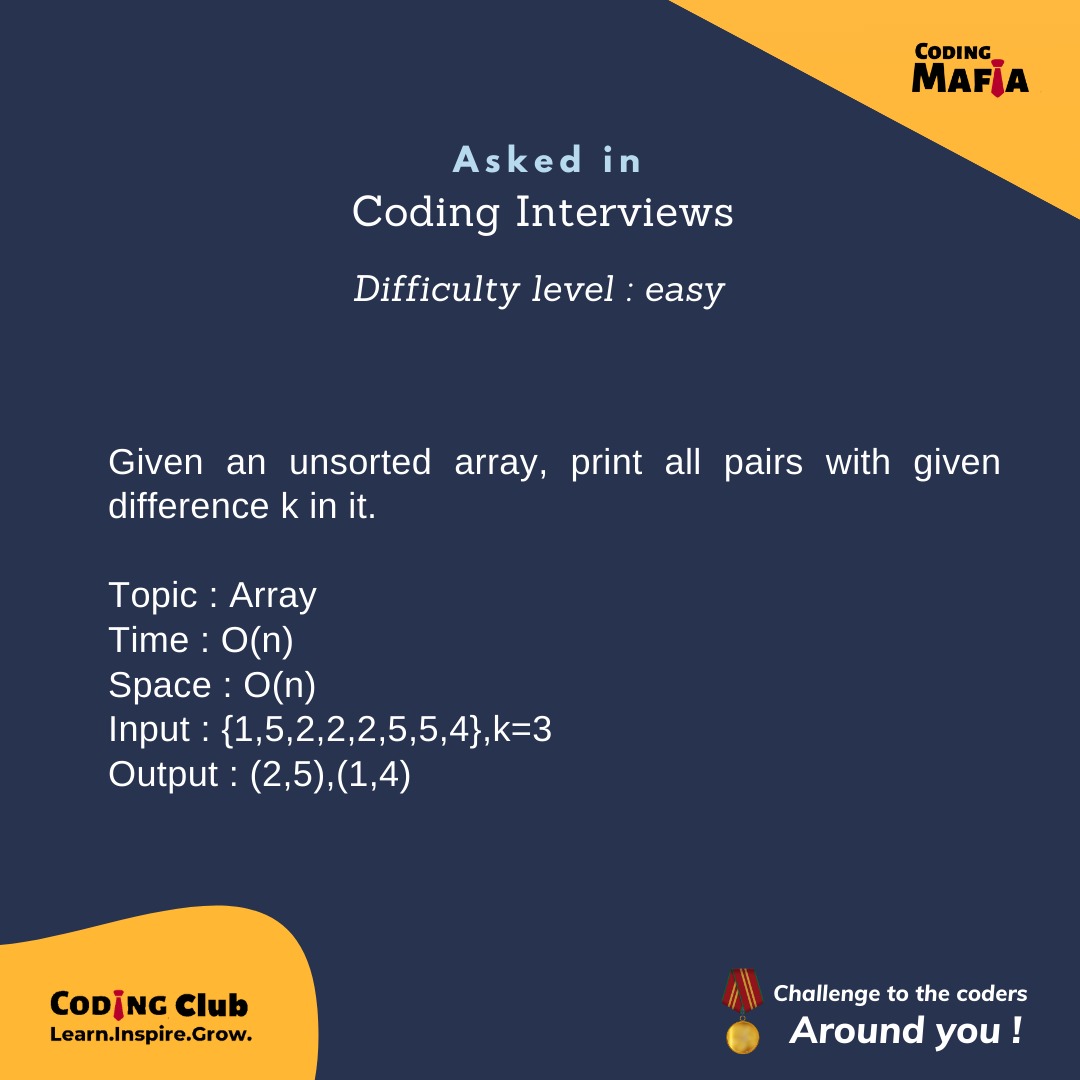 CODING
MAFIA
Asked in
Coding Interviews
Difficulty level : easy
Given an unsorted array, print all pairs with given
difference k in it.
Topic : Array
Time : O(n)
Space : O(n)
Input : {1,5,2,2,2,5,5,4},k=3
Output : (2,5),(1,4)
CODING Club
Learn.Inspire.Grow.
Challenge to the coders
Around you !